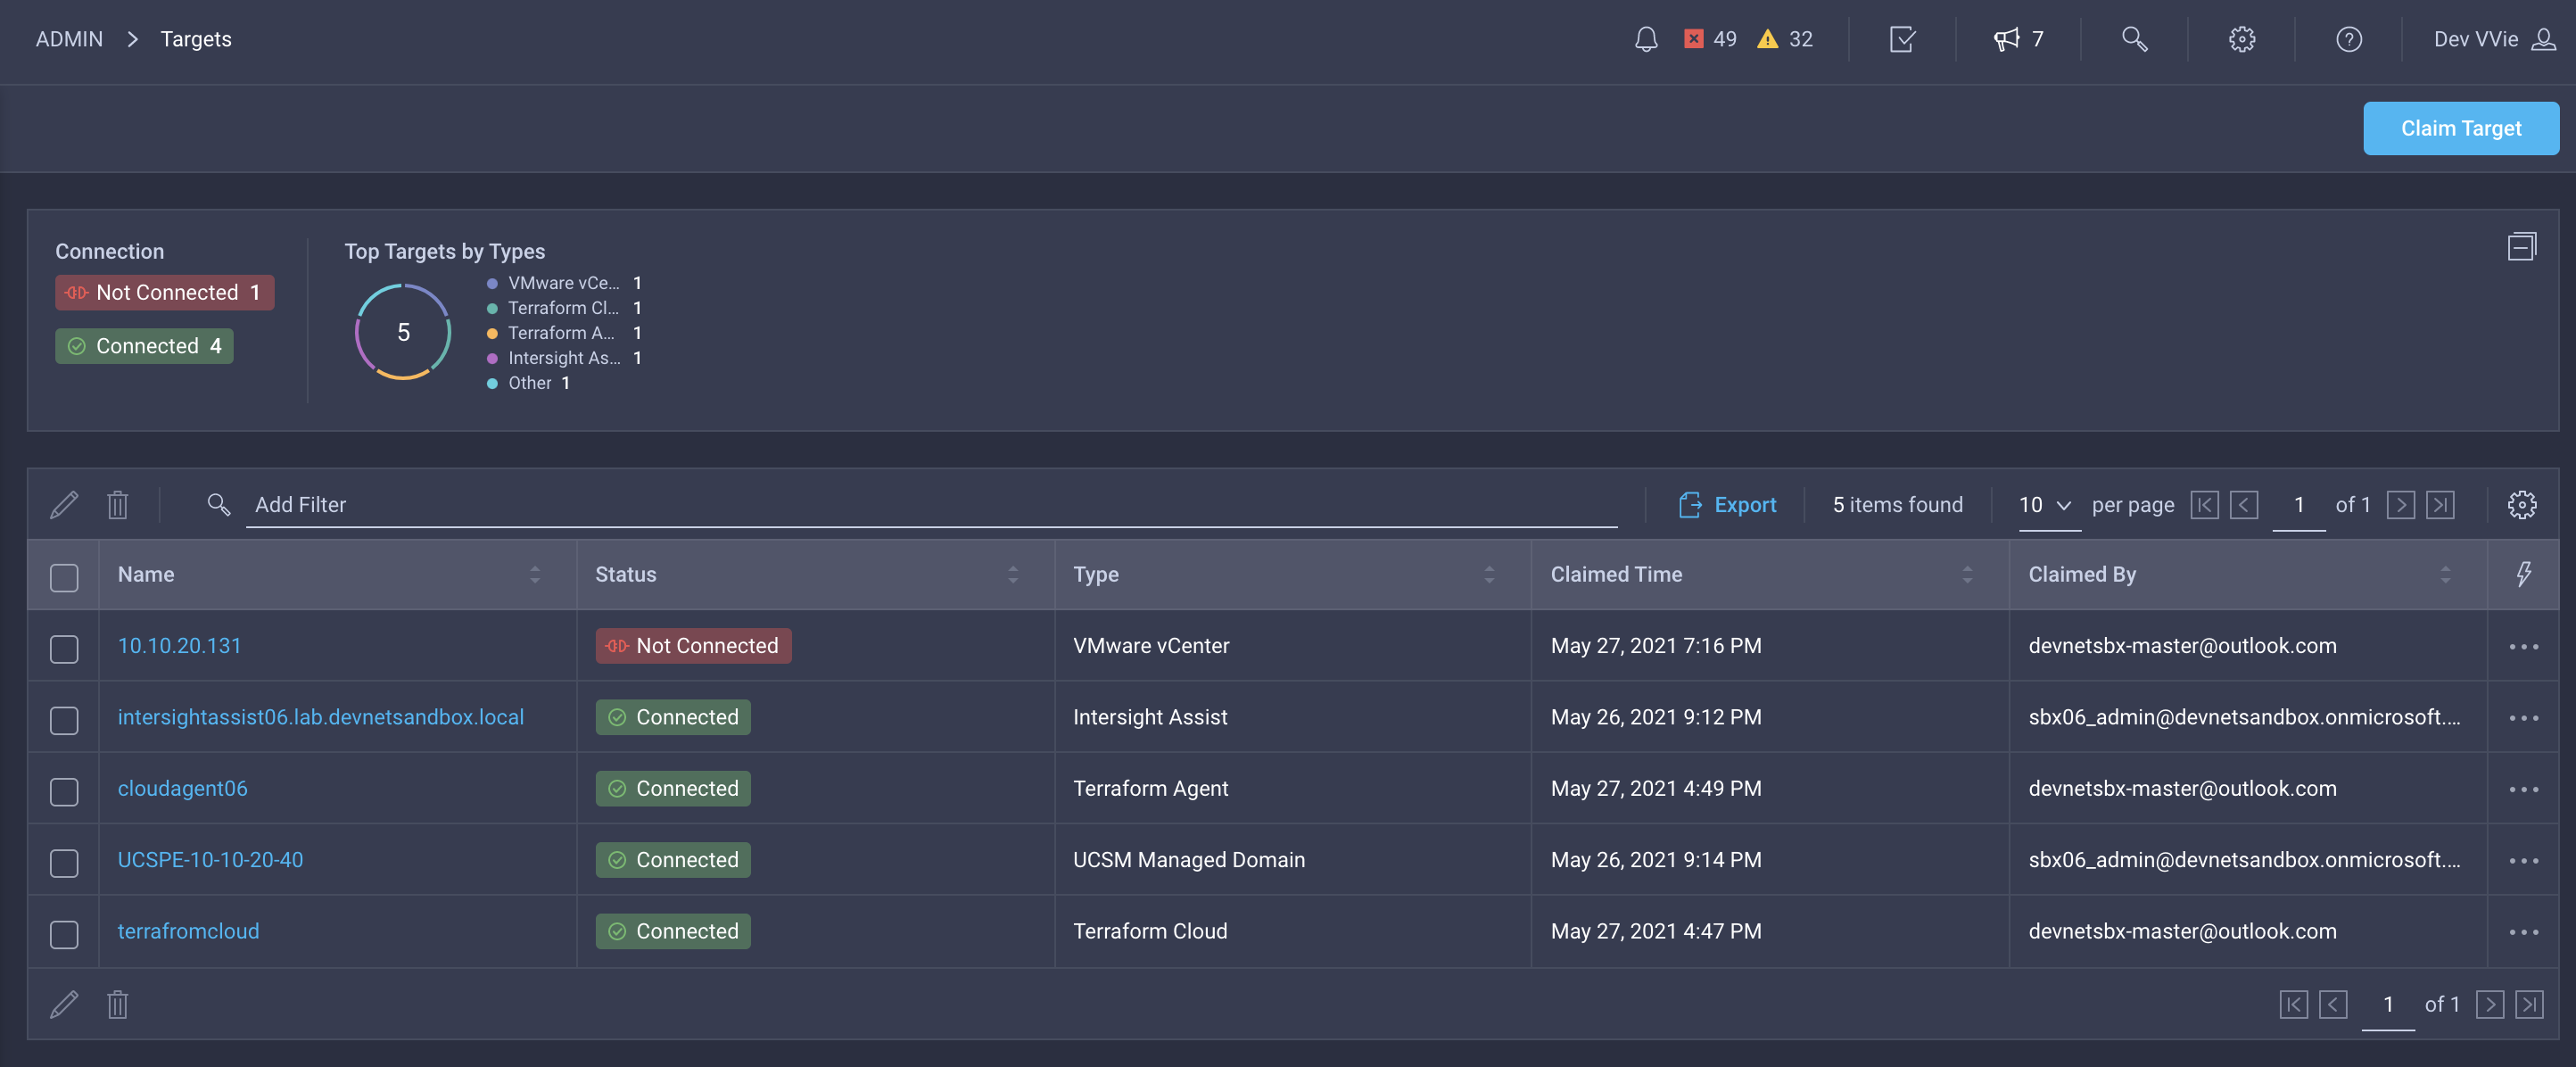 ADMIN > Targets 49 32 7 Dev VVie
Claim Target
Connection
Not Connected 1
Connected 4
Top Targets by Types
5
VMware vCe... 1
Terraform Cl... 1
Terraform A... 1
Intersight As... 1
Other 1
Add Filter Export 5 items found 10 per page 1 of 1
Name Status Type Claimed Time Claimed By
10.10.20.131 Not Connected VMware vCenter May 27, 2021 7:16 PM devnetsbx-master@outlook.com
intersightassist06.lab.devnetsandbox.local Connected Intersight Assist May 26, 2021 9:12 PM sbx06_admin@devnetsandbox.onmicrosoft....
cloudagent06 Connected Terraform Agent May 27, 2021 4:49 PM devnetsbx-master@outlook.com
UCSPE-10-10-20-40 Connected UCSM Managed Domain May 26, 2021 9:14 PM sbx06_admin@devnetsandbox.onmicrosoft....
terrafromcloud Connected Terraform Cloud May 27, 2021 4:47 PM devnetsbx-master@outlook.com
1 of 1